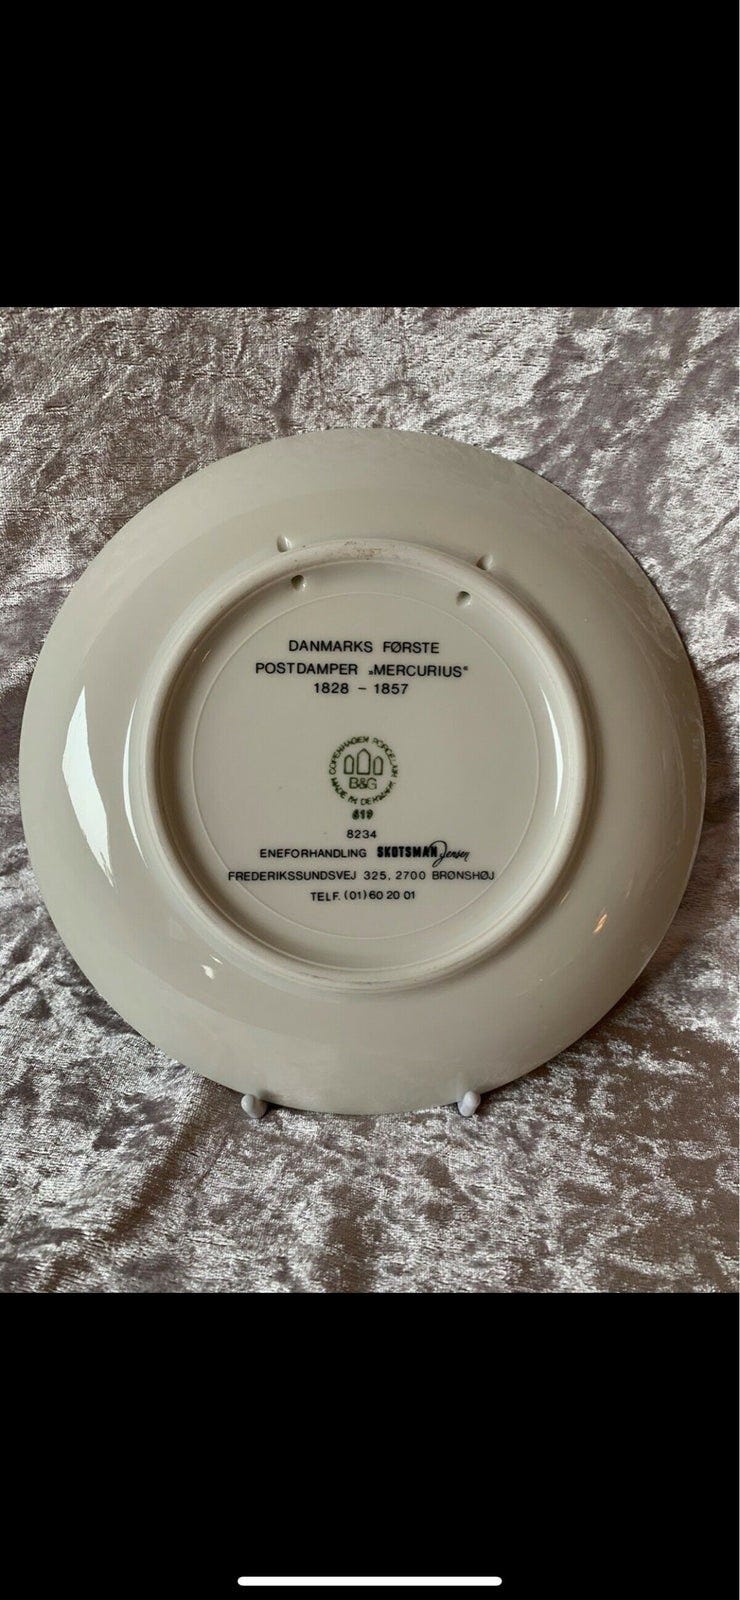 DANMARKS FØRSTE
POSTDAMPER „MERCURIUS“
1828 – 1857
COPENHAGEN PORCELAIN
B&G
MADE IN DENMARK
619
8234
ENEFORHANDLING SKOTSMAN Jensen
FREDERIKSSUNDSVEJ 325, 2700 BRØNSHØJ
TELF. (01) 60 20 01